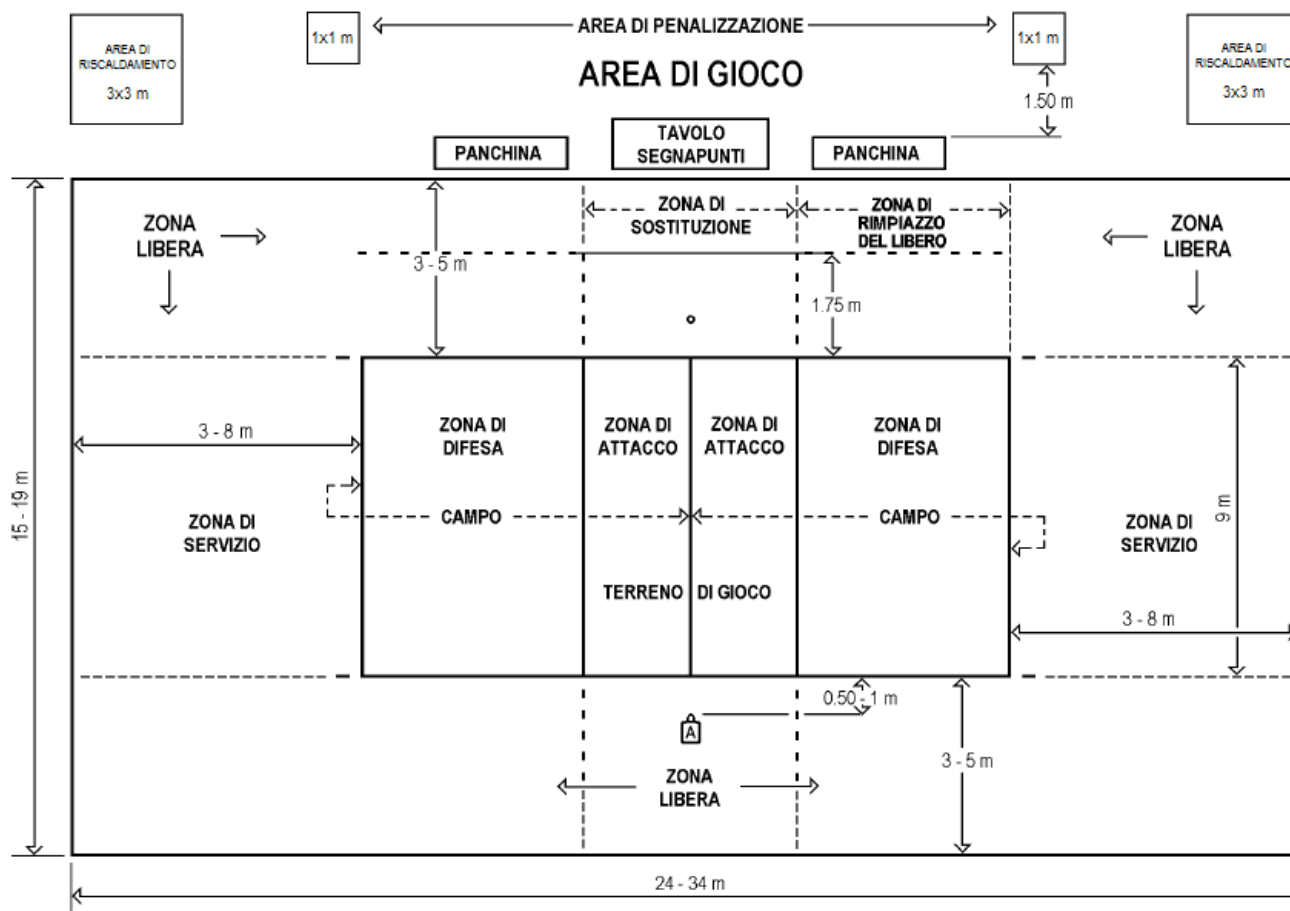 AREA DI PENALIZZAZIONE
1x1 m
1x1 m
AREA DI
RISCALDAMENTO
3x3 m
AREA DI
RISCALDAMENTO
3x3 m
AREA DI GIOCO
1.50 m
PANCHINA
TAVOLO
SEGNAPUNTI
PANCHINA
ZONA
LIBERA
3 - 5 m
ZONA DI
SOSTITUZIONE
ZONA DI
RIMPIAZZO
DEL LIBERO
ZONA
LIBERA
1.75 m
3 - 8 m
ZONA DI
DIFESA
ZONA DI
ATTACCO
ZONA DI
ATTACCO
ZONA DI
DIFESA
15 - 19 m
ZONA DI
SERVIZIO
CAMPO
CAMPO
ZONA DI
SERVIZIO
9 m
TERRENO DI GIOCO
3 - 8 m
0.50 - 1 m
A
3 - 5 m
ZONA
LIBERA
24 - 34 m